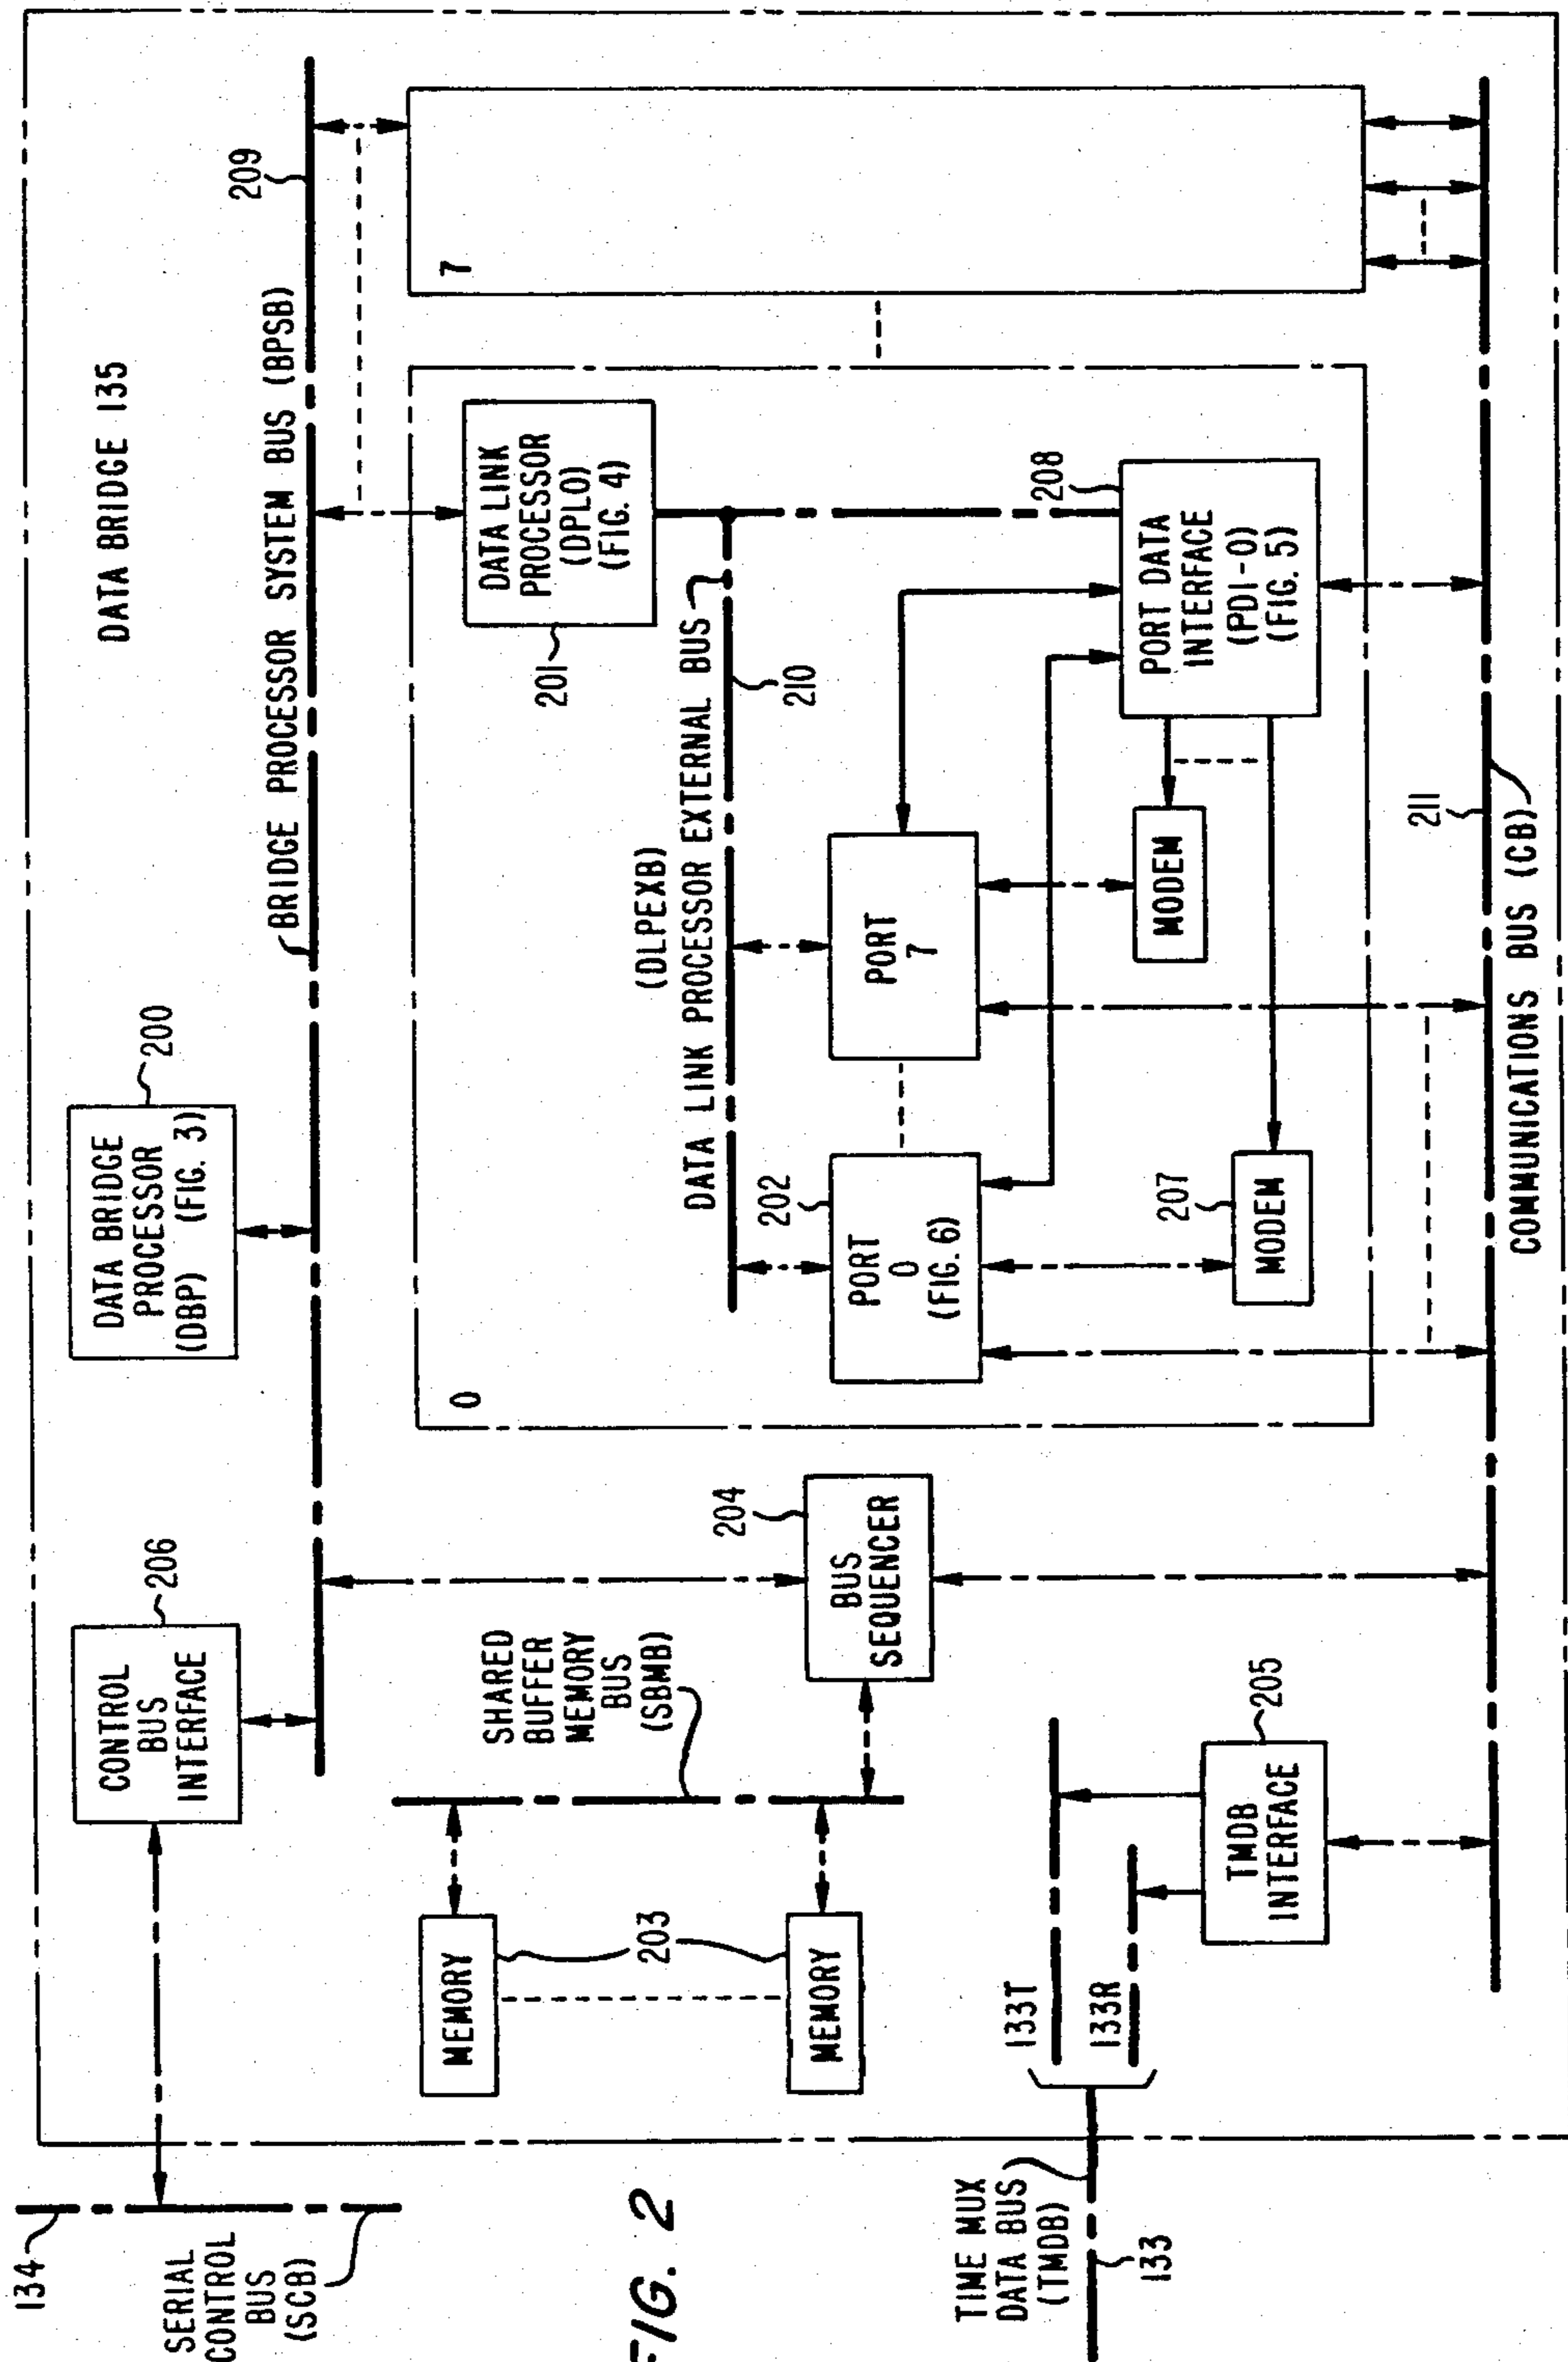 DATA BRIDGE 135
134
SERIAL
CONTROL
BUS
(SCB)
CONTROL
BUS
INTERFACE
206
DATA BRIDGE
PROCESSOR
(DBP) (FIG. 3)
200
BRIDGE PROCESSOR SYSTEM BUS (BPSB)
209
MEMORY
203
MEMORY
SHARED
BUFFER
MEMORY
BUS
(SBMB)
204
BUS
SEQUENCER
0
DATA LINK
PROCESSOR
(DPL0)
(FIG. 4)
201
(DLPEXB)
DATA LINK PROCESSOR EXTERNAL BUS
210
202
PORT
0
(FIG. 6)
PORT
7
207
MODEM
MODEM
208
PORT DATA
INTERFACE
(PDI-0)
(FIG. 5)
7
FIG. 2
TIME MUX
DATA BUS
(TMDB)
133
133T
133R
TMDB
INTERFACE
205
211
COMMUNICATIONS BUS (CB)